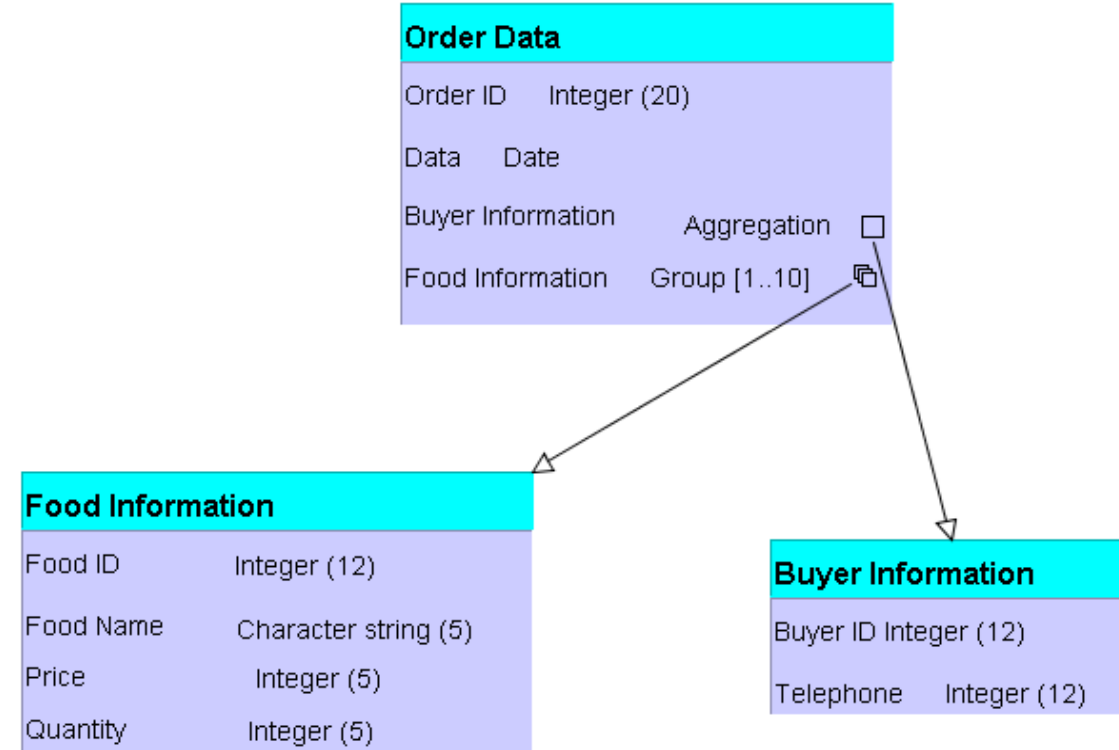 Order Data
Order ID Integer (20)
Data Date
Buyer Information Aggregation
Food Information Group [1..10]
Food Information
Food ID Integer (12)
Food Name Character string (5)
Price Integer (5)
Quantity Integer (5)
Buyer Information
Buyer ID Integer (12)
Telephone Integer (12)